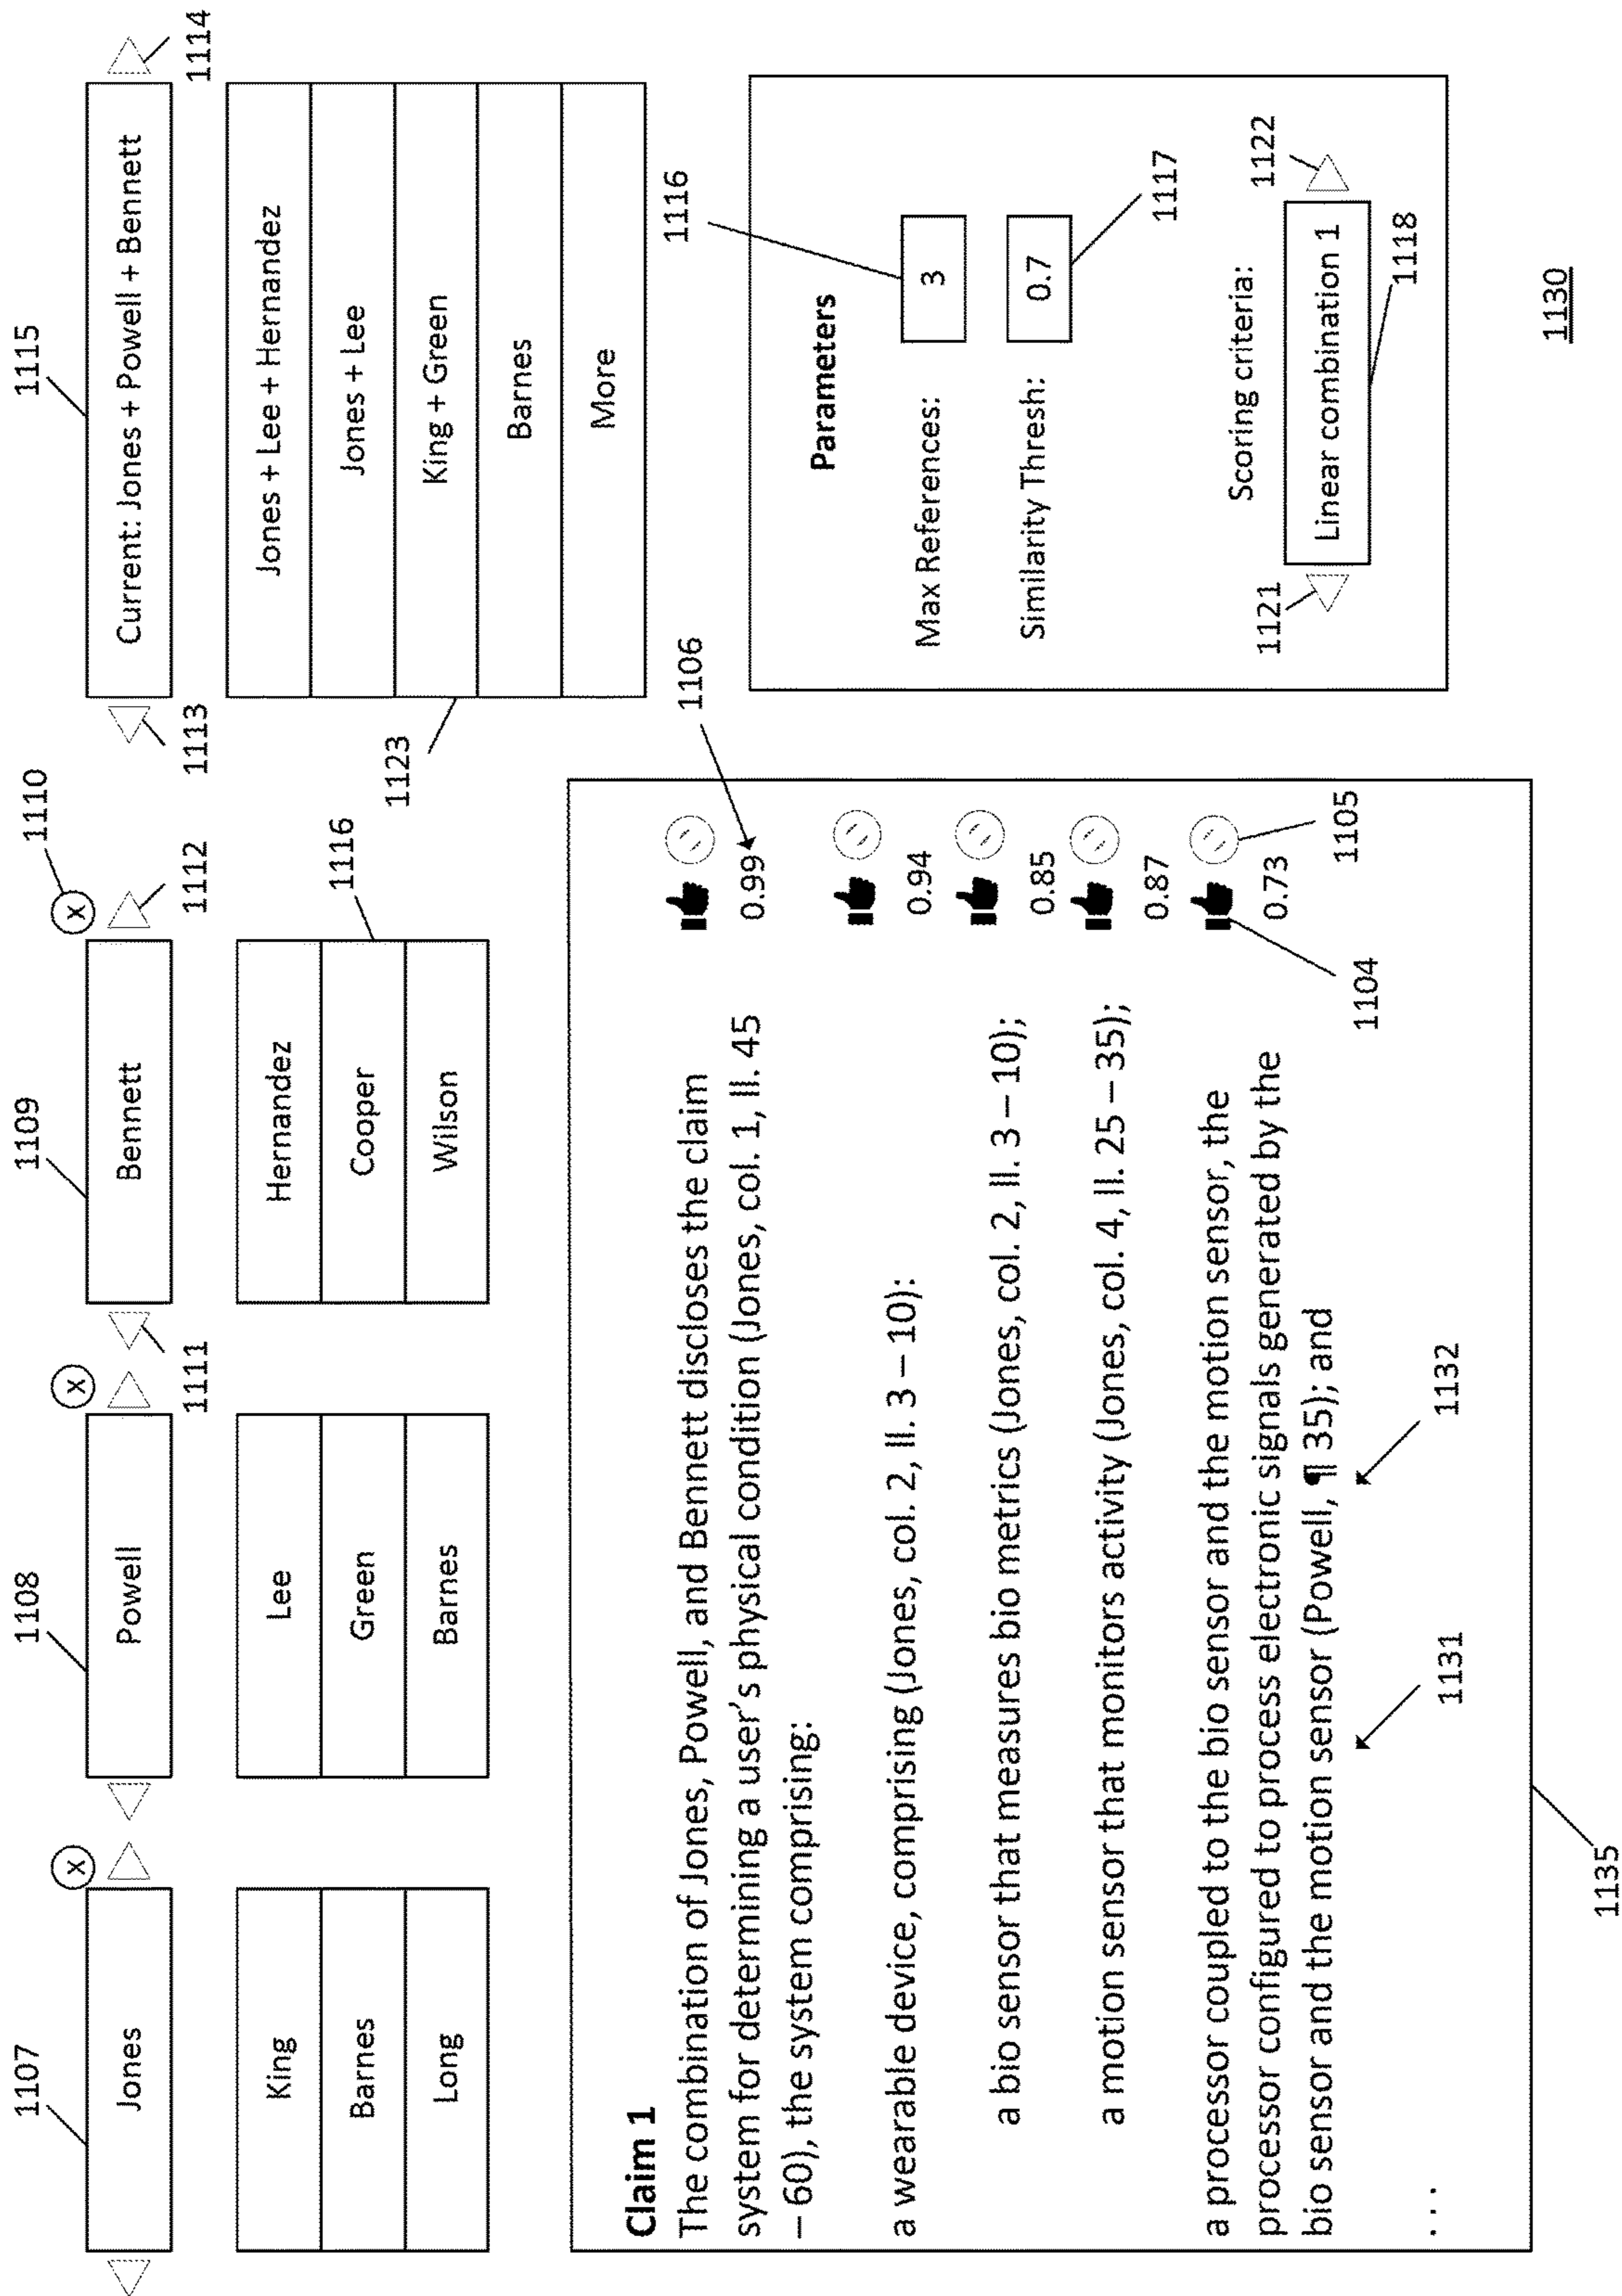 1107
Jones
X
1108
Powell
X
1111
1109
Bennett
X
1110
1112
1115
1113
Current: Jones + Powell + Bennett
1114
King
Barnes
Long
Lee
Green
Barnes
Hernandez
Cooper
Wilson
1116
1123
Jones + Lee + Hernandez
Jones + Lee
King + Green
Barnes
More
Claim 1
The combination of Jones, Powell, and Bennett discloses the claim
system for determining a user's physical condition (Jones, col. 1, ll. 45
– 60), the system comprising:
0.99
1106
a wearable device, comprising (Jones, col. 2, ll. 3 – 10):
0.94
a bio sensor that measures bio metrics (Jones, col. 2, ll. 3 – 10);
0.85
a motion sensor that monitors activity (Jones, col. 4, ll. 25 – 35);
0.87
a processor coupled to the bio sensor and the motion sensor, the
processor configured to process electronic signals generated by the
bio sensor and the motion sensor (Powell, ¶ 35); and
0.73
1104
1105
1131
1132
. . .
1135
Parameters
Max References:
3
1116
Similarity Thresh:
0.7
1117
Scoring criteria:
1121
Linear combination 1
1122
1118
1130